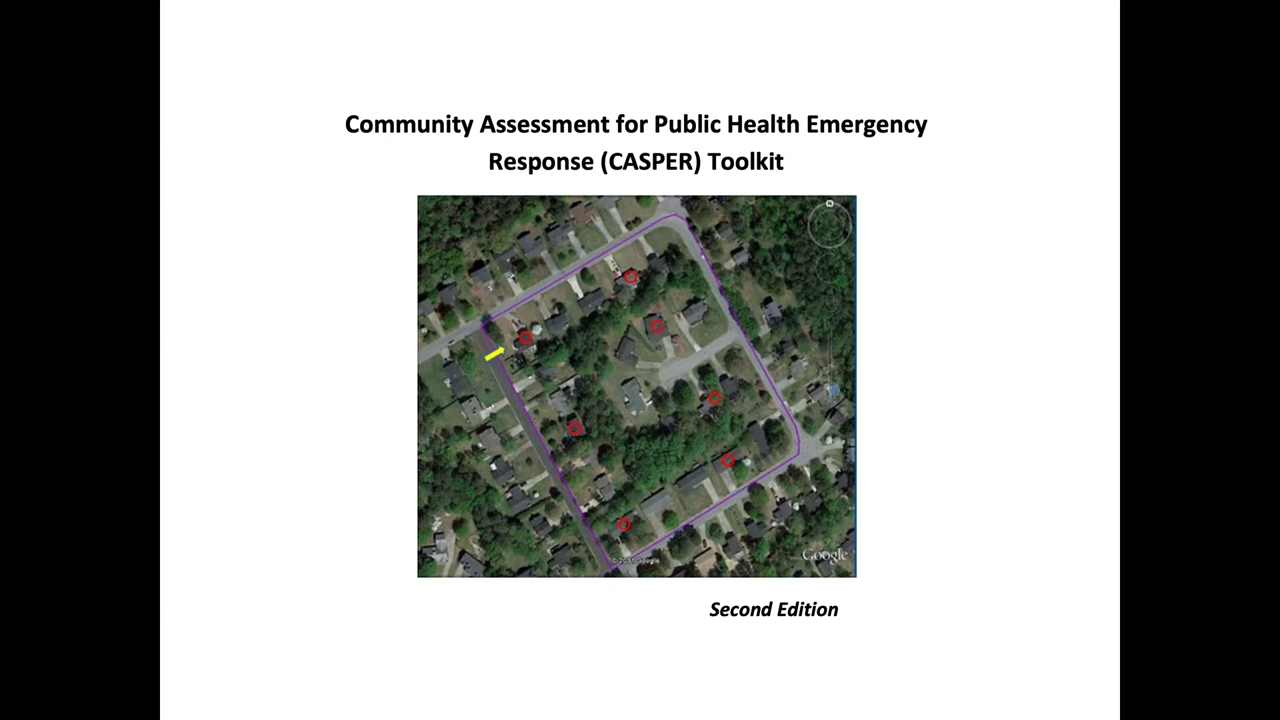 Community Assessment for Public Health Emergency
Response (CASPER) Toolkit
N
Google
Second Edition